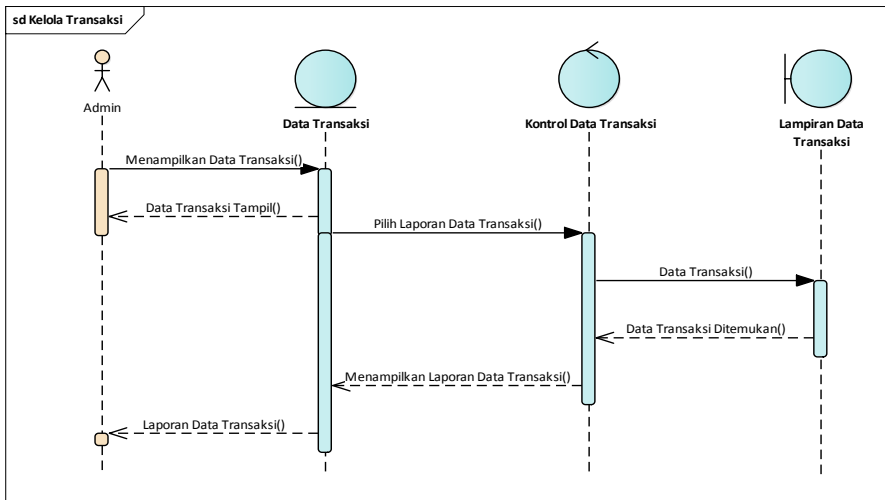 sd Kelola Transaksi
Admin
Data Transaksi
Kontrol Data Transaksi
Lampiran Data
Transaksi
Menampilkan Data Transaksi()
Data Transaksi Tampil()
Pilih Laporan Data Transaksi()
Data Transaksi()
Data Transaksi Ditemukan()
Menampilkan Laporan Data Transaksi()
Laporan Data Transaksi()